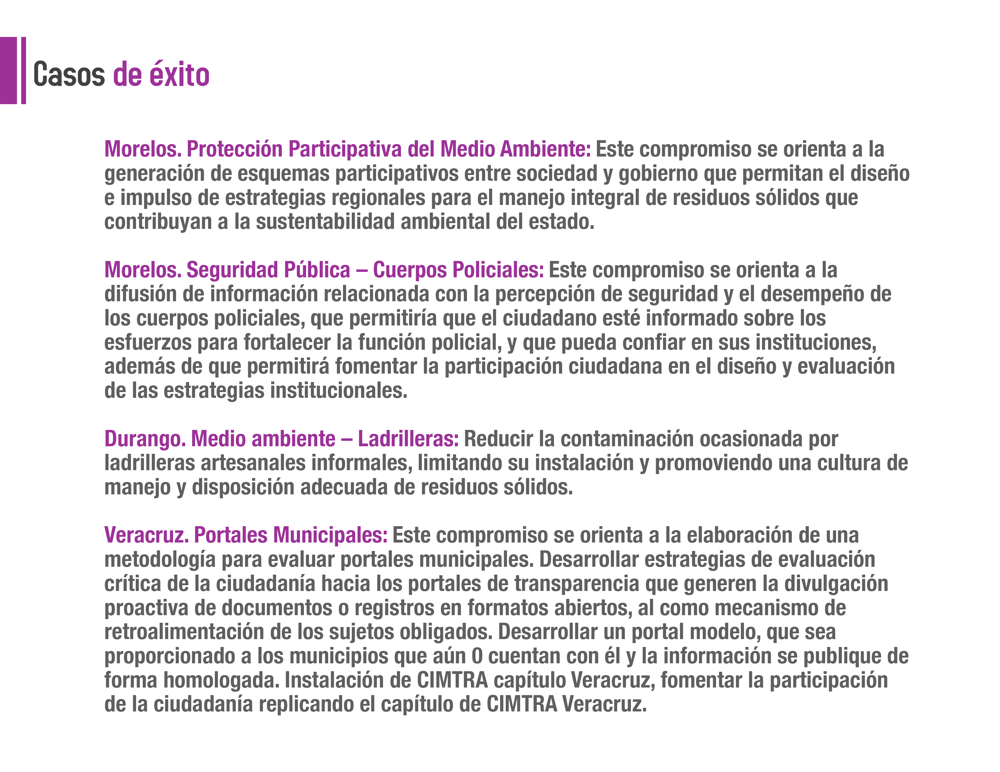 Casos de éxito
Morelos. Protección Participativa del Medio Ambiente: Este compromiso se orienta a la
generación de esquemas participativos entre sociedad y gobierno que permitan el diseño
e impulso de estrategias regionales para el manejo integral de residuos sólidos que
contribuyan a la sustentabilidad ambiental del estado.
Morelos. Seguridad Pública – Cuerpos Policiales: Este compromiso se orienta a la
difusión de información relacionada con la percepción de seguridad y el desempeño de
los cuerpos policiales, que permitiría que el ciudadano esté informado sobre los
esfuerzos para fortalecer la función policial, y que pueda confiar en sus instituciones,
además de que permitirá fomentar la participación ciudadana en el diseño y evaluación
de las estrategias institucionales.
Durango. Medio ambiente – Ladrilleras: Reducir la contaminación ocasionada por
ladrilleras artesanales informales, limitando su instalación y promoviendo una cultura de
manejo y disposición adecuada de residuos sólidos.
Veracruz. Portales Municipales: Este compromiso se orienta a la elaboración de una
metodología para evaluar portales municipales. Desarrollar estrategias de evaluación
crítica de la ciudadanía hacia los portales de transparencia que generen la divulgación
proactiva de documentos o registros en formatos abiertos, al como mecanismo de
retroalimentación de los sujetos obligados. Desarrollar un portal modelo, que sea
proporcionado a los municipios que aún 0 cuentan con él y la información se publique de
forma homologada. Instalación de CIMTRA capítulo Veracruz, fomentar la participación
de la ciudadanía replicando el capítulo de CIMTRA Veracruz.